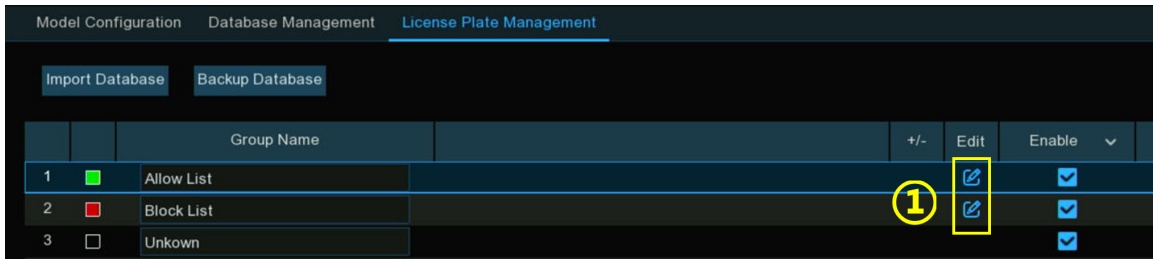 Model Configuration Database Management License Plate Management
Import Database Backup Database
Group Name +/- Edit Enable
1 Allow List
2 Block List
①
3 Unkown